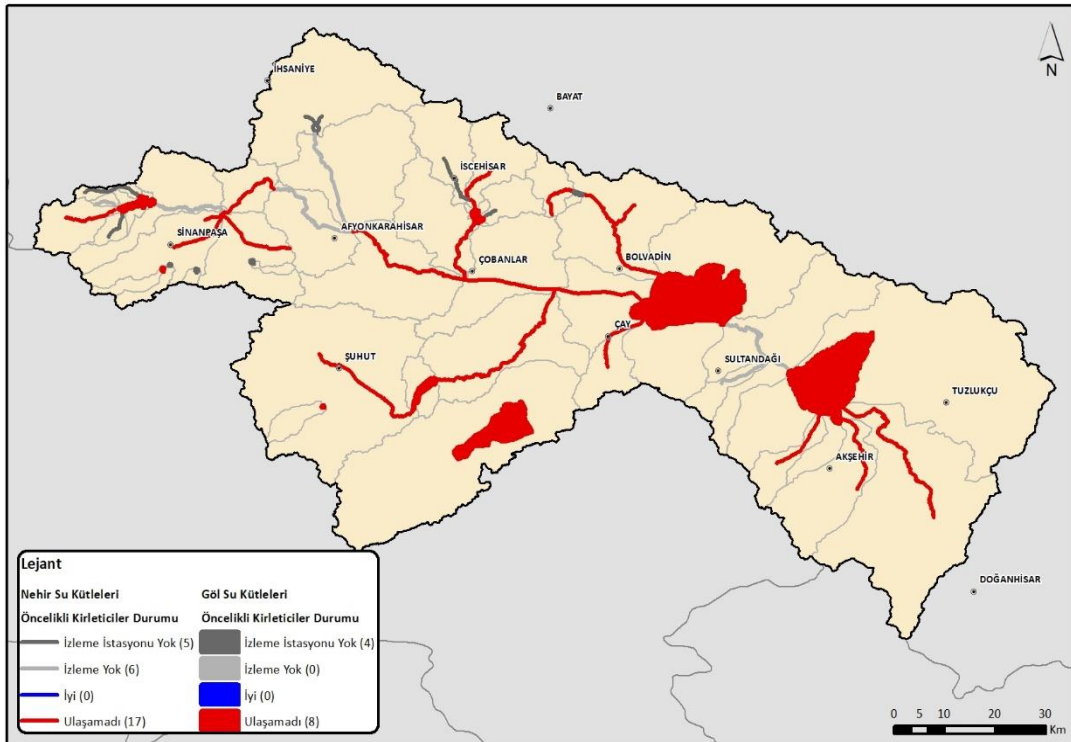 N
İHSANİYE
BAYAT
İSCEHİSAR
SİNANPAŞA
AFYONKARAHİSAR
ÇOBANLAR
BOLVADİN
ÇAY
ŞUHUT
SULTANDAĞI
TUZLUKÇU
AKŞEHİR
DOĞANHİSAR
Lejant
Nehir Su Kütleleri
Öncelikli Kirleticiler Durumu
İzleme İstasyonu Yok (5)
İzleme Yok (6)
İyi (0)
Ulaşamadı (17)
Göl Su Kütleleri
Öncelikli Kirleticiler Durumu
İzleme İstasyonu Yok (4)
İzleme Yok (0)
İyi (0)
Ulaşamadı (8)
0 5 10 20 30
Km